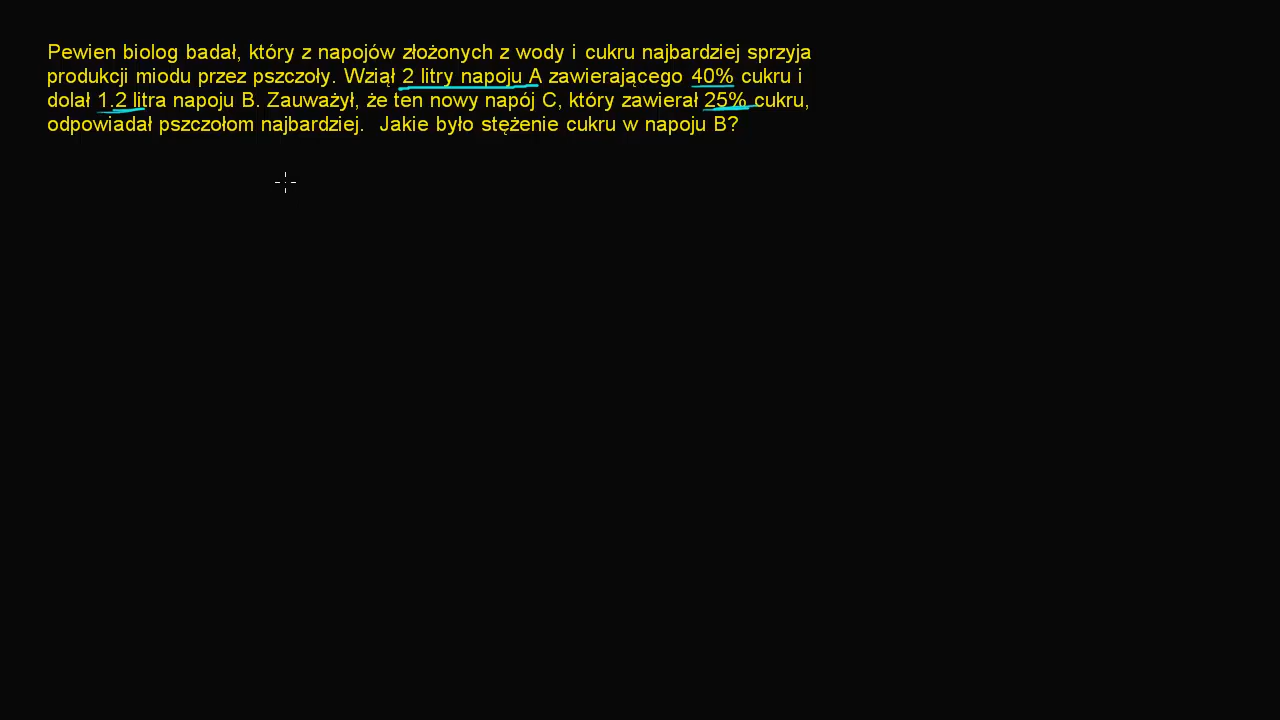 Pewien biolog badał, który z napojów złożonych z wody i cukru najbardziej sprzyja
produkcji miodu przez pszczoły. Wziął 2 litry napoju A zawierającego 40% cukru i
dolał 1.2 litra napoju B. Zauważył, że ten nowy napój C, który zawierał 25% cukru,
odpowiadał pszczołom najbardziej. Jakie było stężenie cukru w napoju B?